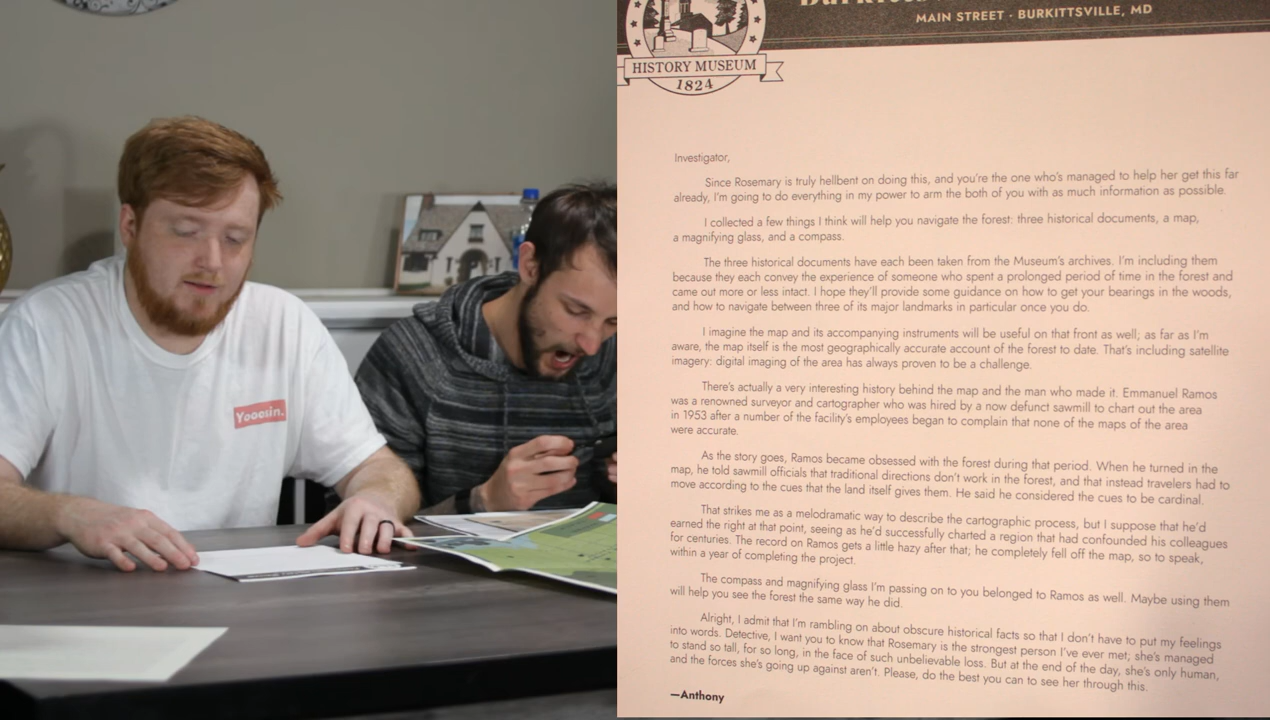 Yooesin.
MAIN STREET - BURKITTSVILLE, MD
HISTORY MUSEUM
1824
Investigator,
Since Rosemary is truly hellbent on doing this, and you're the one who's managed to help her get this far
already, I'm going to do everything in my power to arm the both of you with as much information as possible.
I collected a few things I think will help you navigate the forest: three historical documents, a map,
a magnifying glass, and a compass.
The three historical documents have each been taken from the Museum's archives. I'm including them
because they each convey the experience of someone who spent a prolonged period of time in the forest and
came out more or less intact. I hope they'll provide some guidance on how to get your bearings in the woods,
and how to navigate between three of its major landmarks in particular once you do.
I imagine the map and its accompanying instruments will be useful on that front as well; as far as I'm
aware, the map itself is the most geographically accurate account of the forest to date. That's including satellite
imagery: digital imaging of the area has always proven to be a challenge.
There's actually a very interesting history behind the map and the man who made it. Emmanuel Ramos
was a renowned surveyor and cartographer who was hired by a now defunct sawmill to chart out the area
in 1953 after a number of the facility's employees began to complain that none of the maps of the area
were accurate.
As the story goes, Ramos became obsessed with the forest during that period. When he turned in the
map, he told sawmill officials that traditional directions don't work in the forest, and that instead travelers had to
move according to the cues that the land itself gives them. He said he considered the cues to be cardinal.
That strikes me as a melodramatic way to describe the cartographic process, but I suppose that he'd
earned the right at that point, seeing as he'd successfully charted a region that had confounded his colleagues
for centuries. The record on Ramos gets a little hazy after that; he completely fell off the map, so to speak,
within a year of completing the project.
The compass and magnifying glass I'm passing on to you belonged to Ramos as well. Maybe using them
will help you see the forest the same way he did.
Alright, I admit that I'm rambling on about obscure historical facts so that I don't have to put my feelings
into words. Detective, I want you to know that Rosemary is the strongest person I've ever met; she's managed
to stand so tall, for so long, in the face of such unbelievable loss. But at the end of the day, she's only human,
and the forces she's going up against aren't. Please, do the best you can to see her through this.
—Anthony